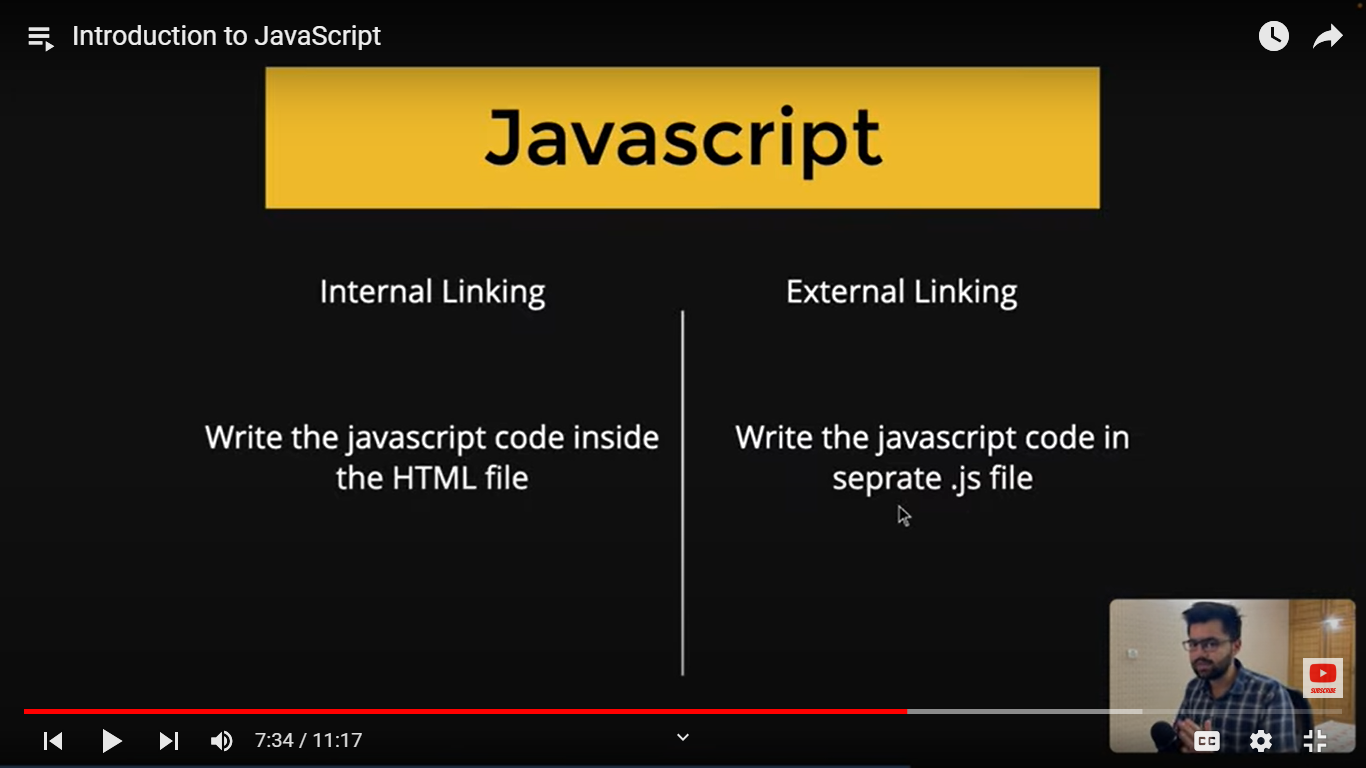 Introduction to JavaScript
Javascript
Internal Linking
External Linking
Write the javascript code inside
the HTML file
Write the javascript code in
seprate .js file
SUBSCRIBE
7:34 / 11:17
CC